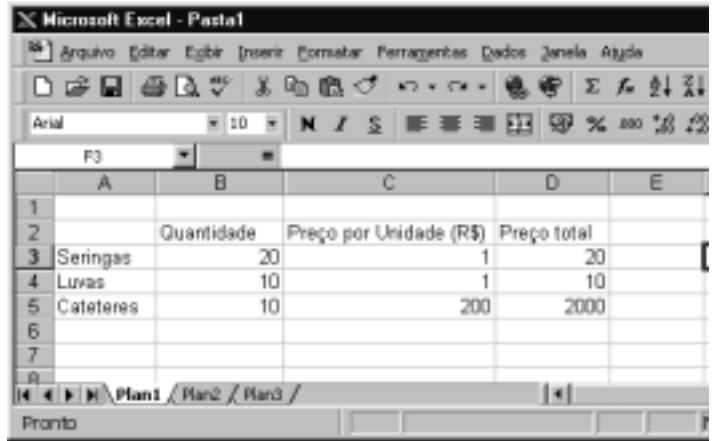 Microsoft Excel - Pasta1
Arquivo Editar Exibir Inserir Formatar Ferramentas Dados Janela Ajuda
Arial 10 N I S % 000
F3 =
A B C D E
1
2 Quantidade Preço por Unidade (R$) Preço total
3 Seringas 20 1 20
4 Luvas 10 1 10
5 Cateteres 10 200 2000
6
7
8
Plan1 Plan2 Plan3
Pronto